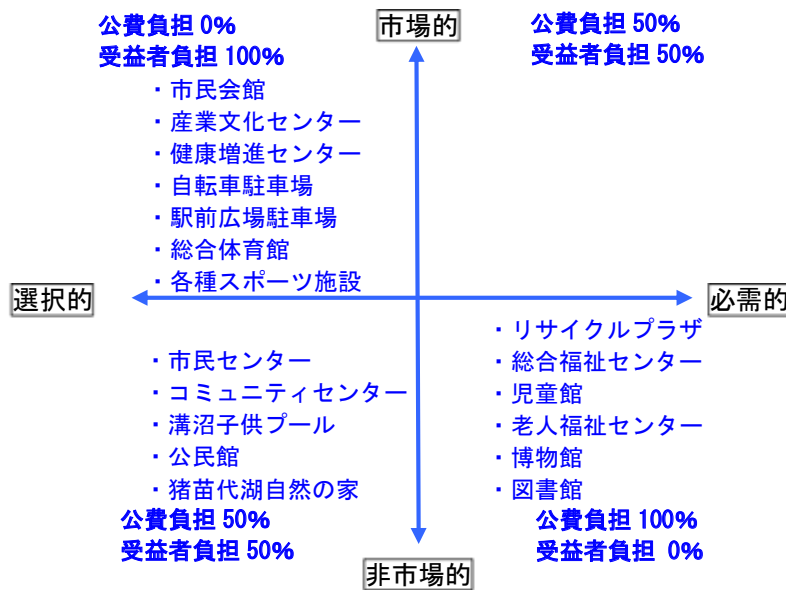 市場的
公費負担 0%
受益者負担 100%
・市民会館
・産業文化センター
・健康増進センター
・自転車駐車場
・駅前広場駐車場
・総合体育館
・各種スポーツ施設
公費負担 50%
受益者負担 50%
選択的
必需的
・市民センター
・コミュニティセンター
・溝沼子供プール
・公民館
・猪苗代湖自然の家
公費負担 50%
受益者負担 50%
・リサイクルプラザ
・総合福祉センター
・児童館
・老人福祉センター
・博物館
・図書館
公費負担 100%
受益者負担 0%
非市場的